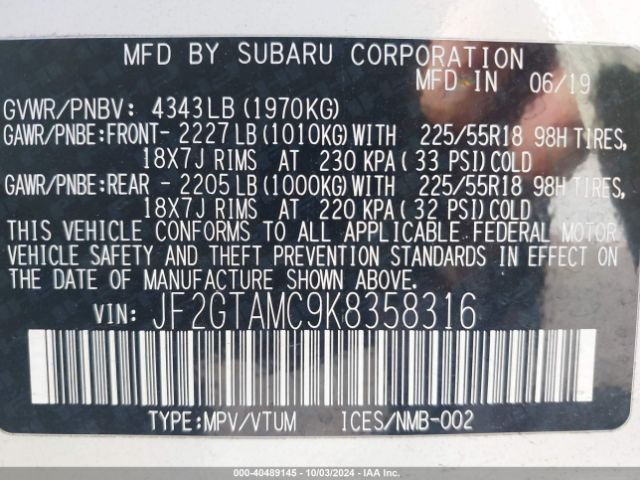 MFD BY SUBARU CORPORATION
MFD IN 06/19
GVWR/PNBV: 4343LB (1970KG)
GAWR/PNBE:FRONT- 2227LB(1010KG)WITH 225/55R18 98H TIRES,
18X7J RIMS AT 230 KPA(33 PSI)COLD
GAWR/PNBE:REAR - 2205LB(1000KG)WITH 225/55R18 98H TIRES,
18X7J RIMS AT 220 KPA(32 PSI)COLD
THIS VEHICLE CONFORMS TO ALL APPLICABLE FEDERAL MOTOR
VEHICLE SAFETY AND THEFT PREVENTION STANDARDS IN EFFECT ON
THE DATE OF MANUFACTURE SHOWN ABOVE.
VIN: JF2GTAMC9K8358316
TYPE:MPV/VTUM ICES/NMB-002
000-40489145 - 10/03/2024 - IAA Inc.